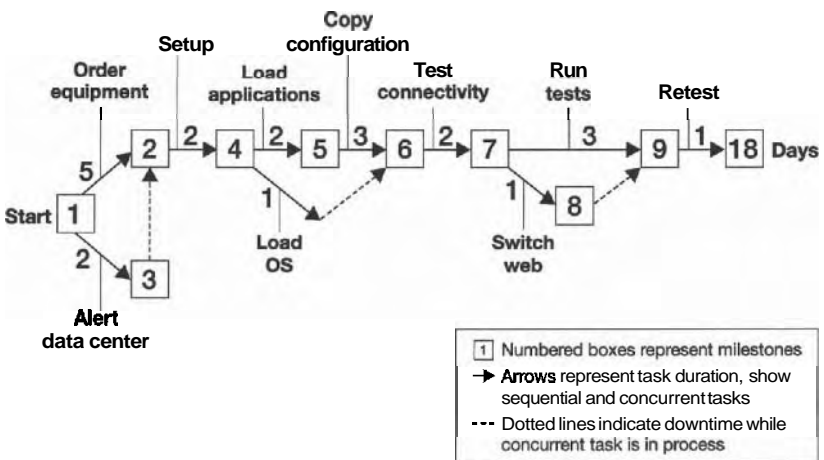 Copy
configuration
Setup
Order
equipment
Load
applications
Test
connectivity
Run
tests
Retest
5
2
2
4
2
5
3
6
2
7
3
9
1
18 Days
Start 1
1
1
8
2
3
Load
OS
Switch
web
Alert
data center
1 Numbered boxes represent milestones
Arrows represent task duration, show
sequential and concurrent tasks
Dotted lines indicate downtime while
concurrent task is in process